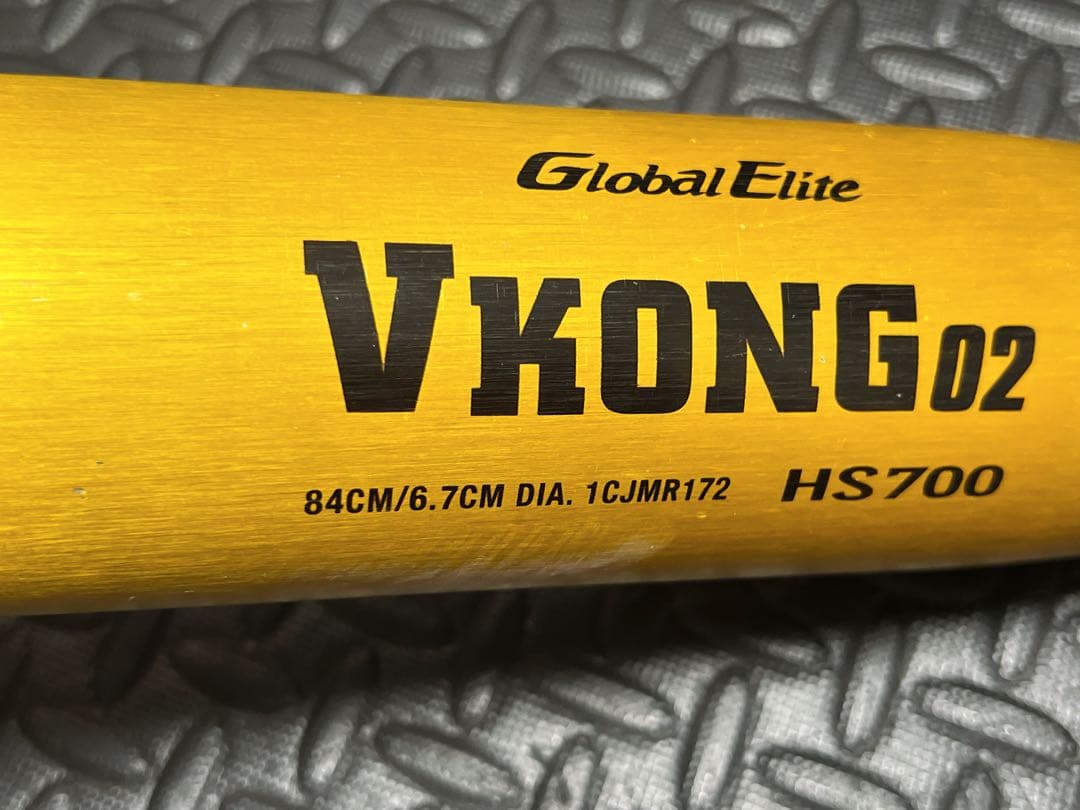 Global Elite
VKONG02
84CM/6.7CM DIA. 1CJMR172 HS700